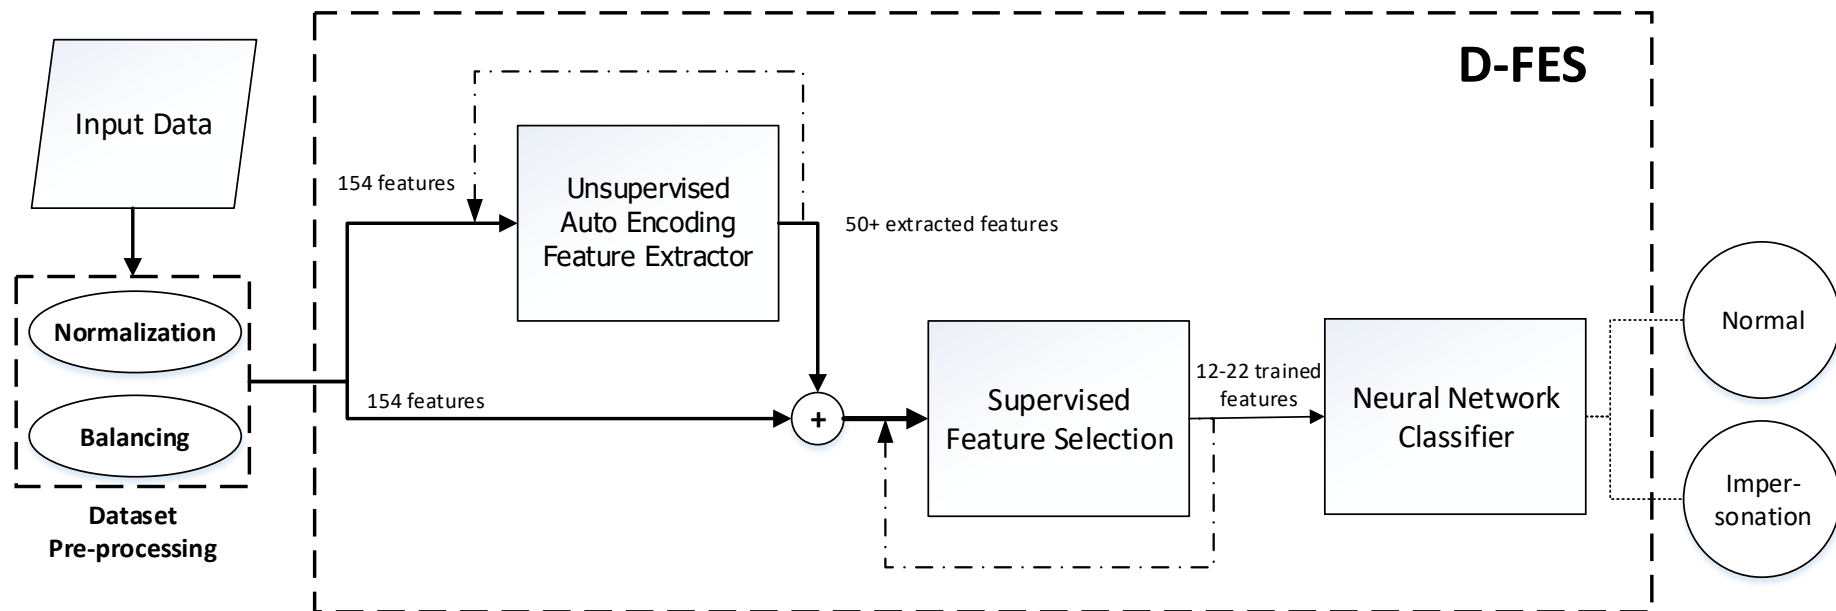 D-FES
Input Data
154 features
Unsupervised
Auto Encoding
Feature Extractor
50+ extracted features
Normalization
Balancing
Dataset
Pre-processing
154 features
+
Supervised
Feature Selection
12-22 trained
features
Neural Network
Classifier
Normal
Imper-
sonation